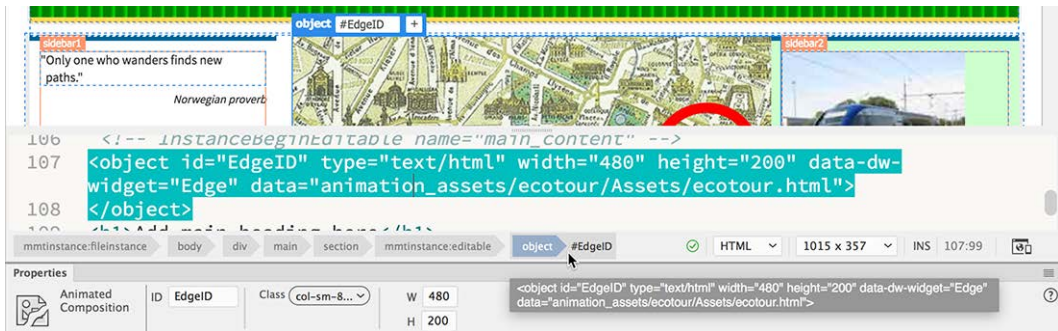 object #EdgeID +
sidebar1
sidebar2
"Only one who wanders finds new
paths."
Norwegian proverb
106 <!-- InstanceBeginEditable name="main_content" -->
107 <object id="EdgeID" type="text/html" width="480" height="200" data-dw-
widget="Edge" data="animation_assets/ecotour/Assets/ecotour.html">
108 </object>
109 <h1>Add main heading here</h1>
mmtinstance:fileinstance body div main section mmtinstance:editable object #EdgeID HTML 1015 x 357 INS 107:99
Properties
Animated
Composition
ID EdgeID Class col-sm-8... W 480
H 200
<object id="EdgeID" type="text/html" width="480" height="200" data-dw-widget="Edge"
data="animation_assets/ecotour/Assets/ecotour.html">